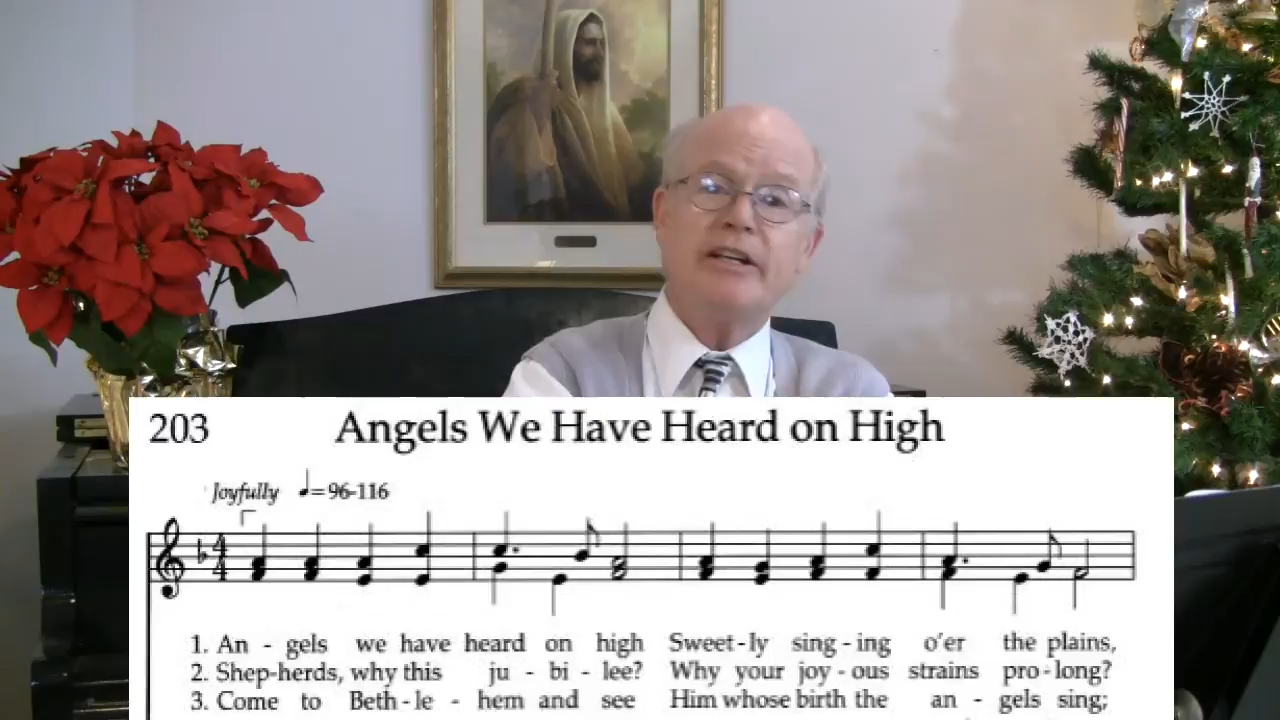 203 Angels We Have Heard on High
Joyfully ♩=96-116
4
4
1. An - gels we have heard on high Sweet - ly sing - ing o'er the plains,
2. Shep-herds, why this ju - bi - lee? Why your joy - ous strains pro - long?
3. Come to Beth - le - hem and see Him whose birth the an - gels sing;